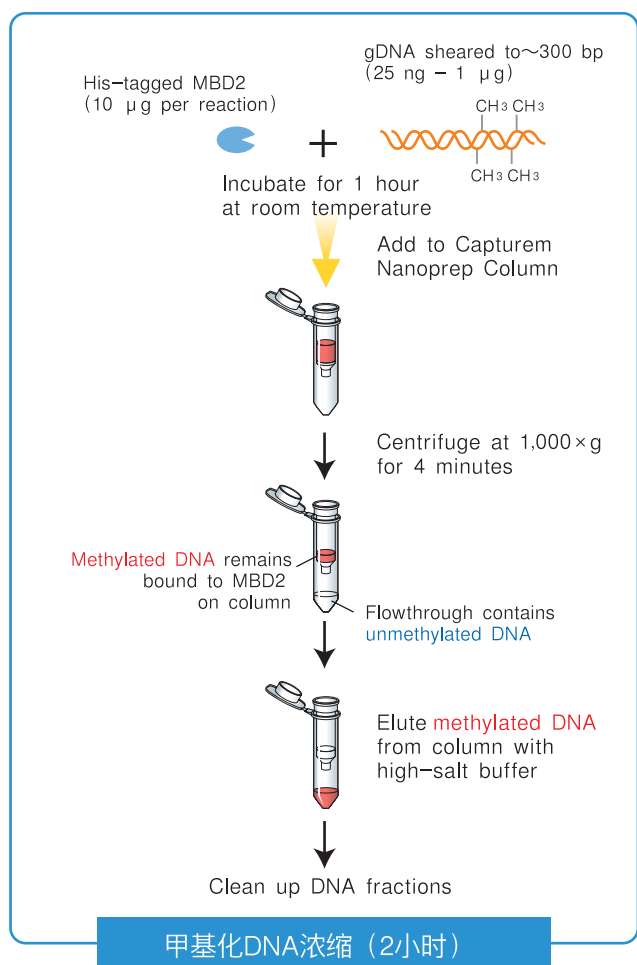 His-tagged MBD2
(10 μg per reaction)
gDNA sheared to~300 bp
(25 ng - 1 μg)
CH3 CH3
CH3 CH3
+
Incubate for 1 hour
at room temperature
Add to Capturem
Nanoprep Column
Centrifuge at 1,000×g
for 4 minutes
Methylated DNA remains
bound to MBD2
on column
Flowthrough contains
unmethylated DNA
Elute methylated DNA
from column with
high-salt buffer
Clean up DNA fractions
甲基化DNA浓缩（2小时）